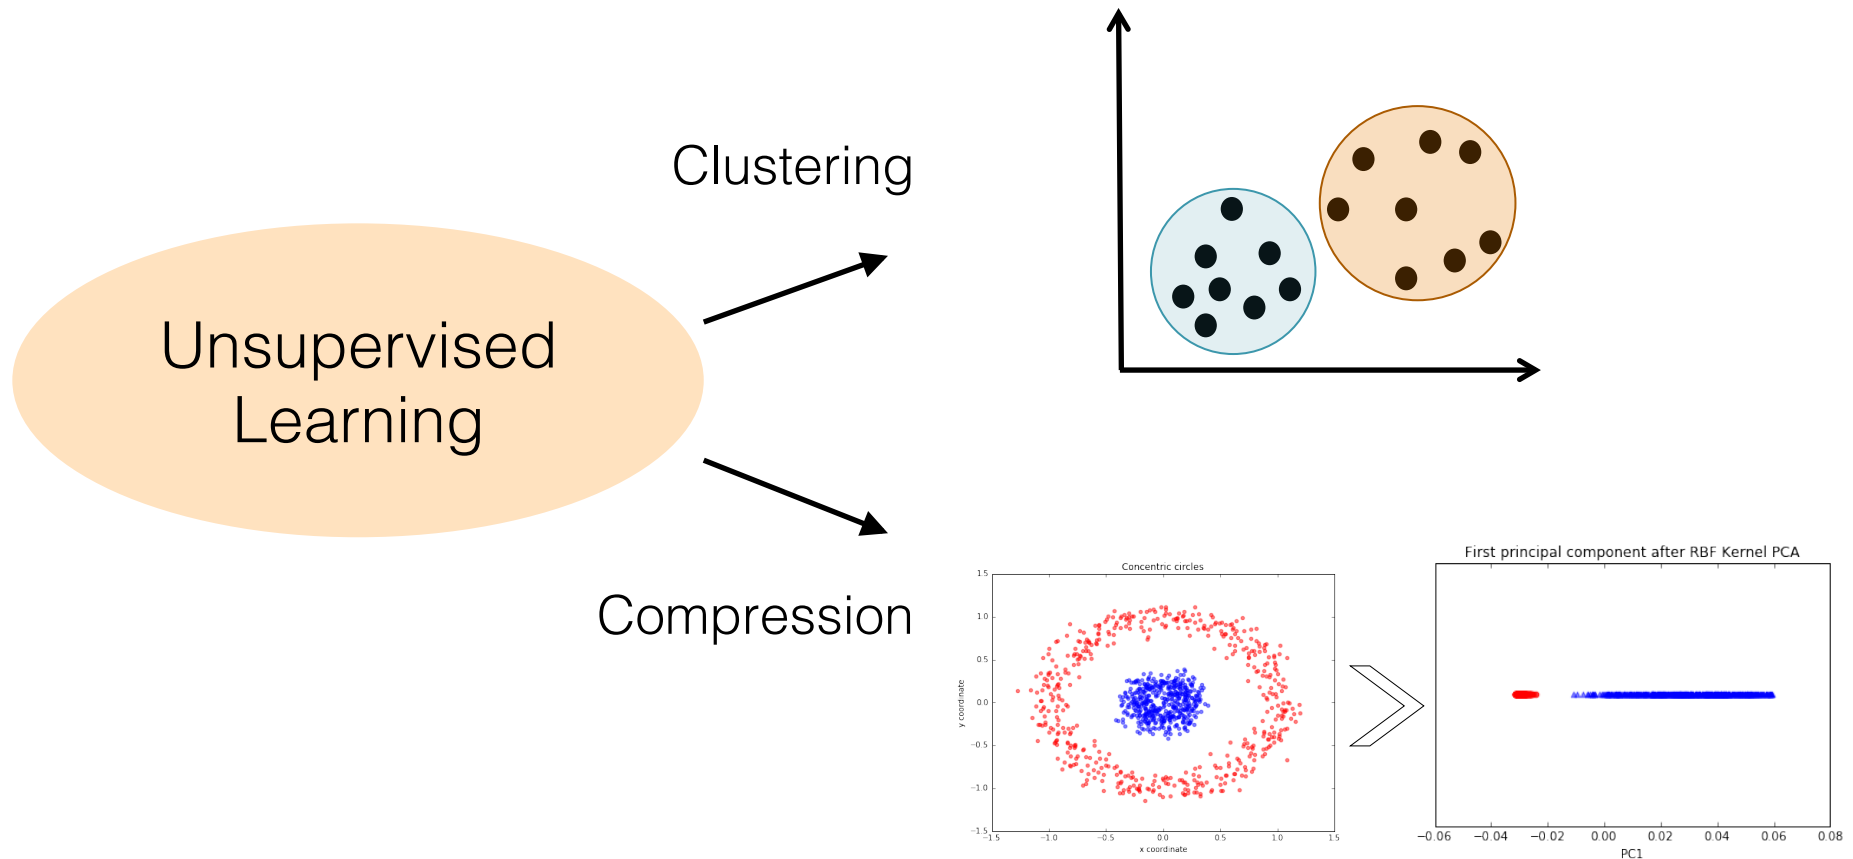 Clustering
Unsupervised
Learning
Compression
Concentric circles
1.5
1.0
0.5
0.0
−0.5
−1.0
−1.5
y coordinate
−1.5
−1.0
−0.5
0.0
0.5
1.0
1.5
x coordinate
First principal component after RBF Kernel PCA
−0.06
−0.04
−0.02
0.00
0.02
0.04
0.06
0.08
PC1